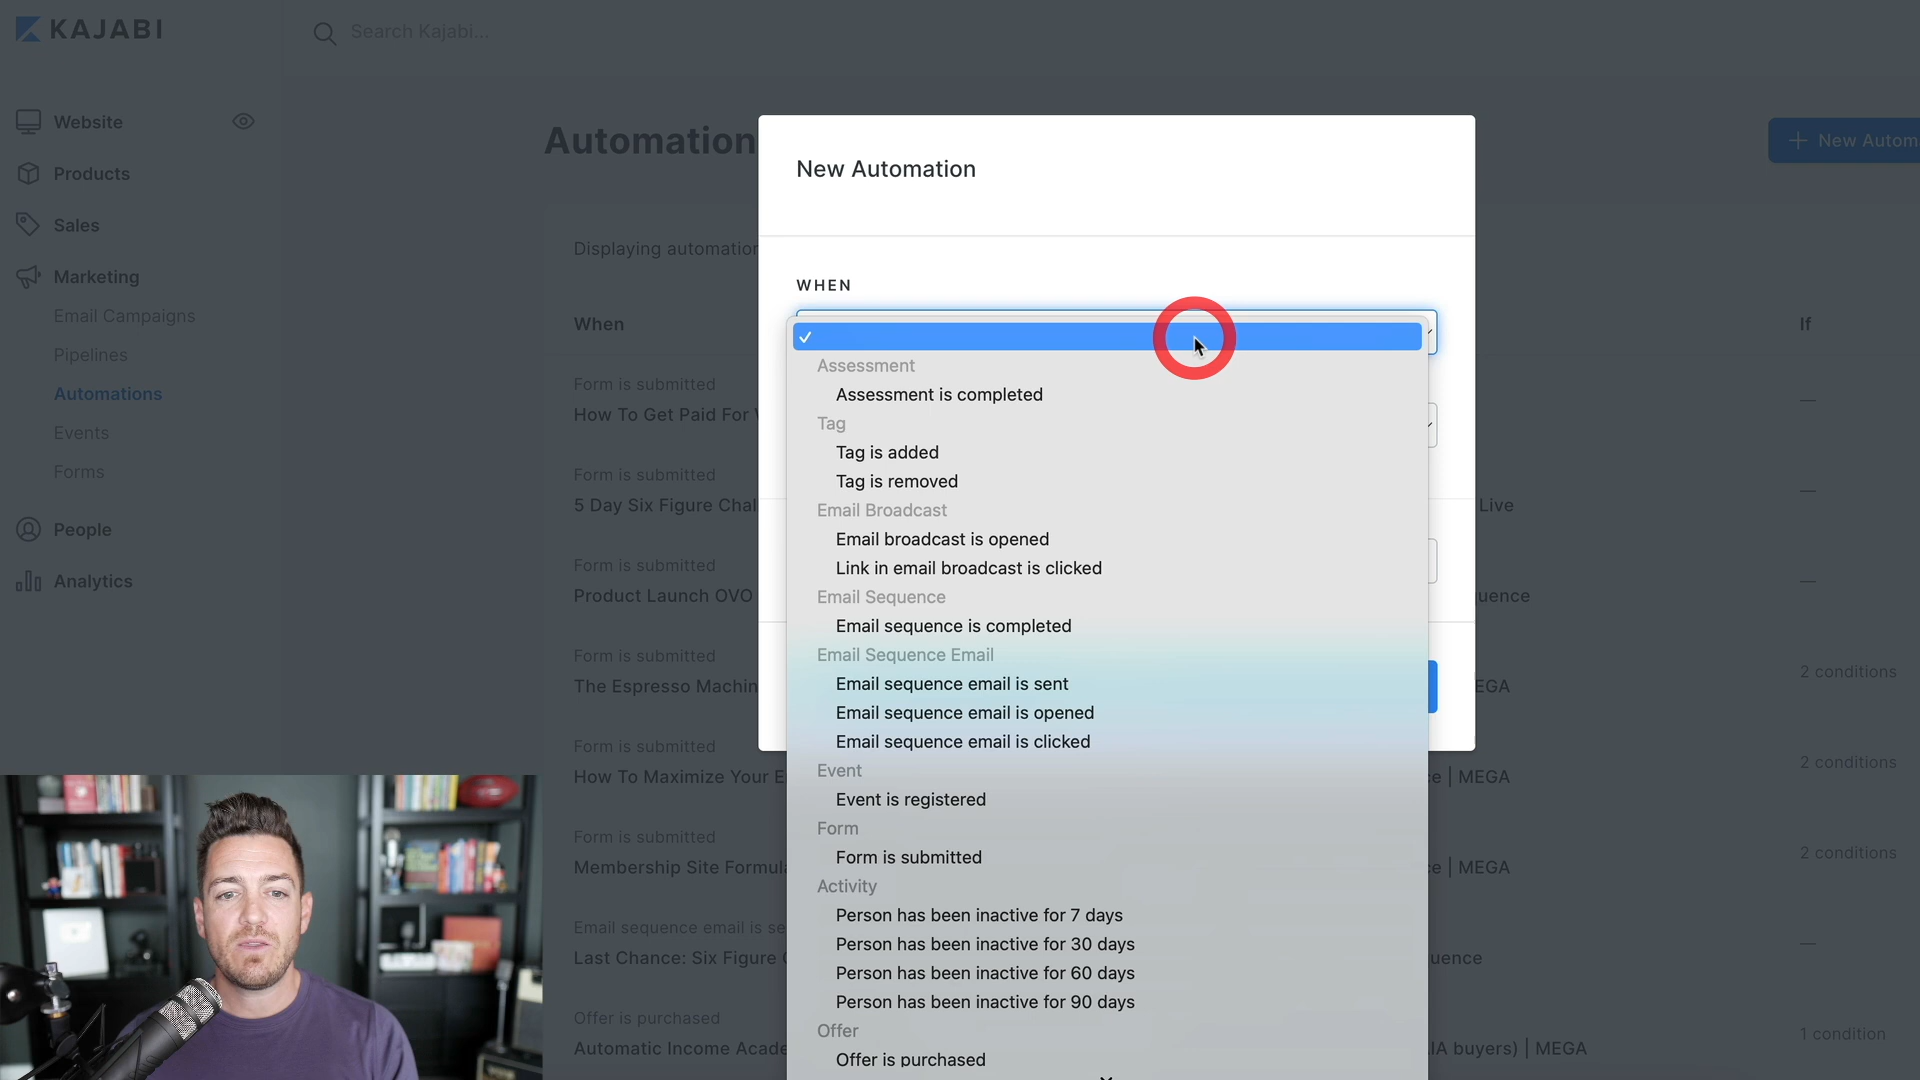 KAJABI
Search Kajabi...
Website
Products
Sales
Marketing
Email Campaigns
Pipelines
Automations
Events
Forms
People
Analytics
Automation
New Autom
Displaying automation
When
If
Form is submitted
How To Get Paid For
—
Form is submitted
5 Day Six Figure Chal
Live
—
Form is submitted
Product Launch OVO
uence
—
Form is submitted
The Espresso Machin
EGA
2 conditions
Form is submitted
How To Maximize Your E
ce | MEGA
2 conditions
Form is submitted
Membership Site Formula
ce | MEGA
2 conditions
Email sequence email is se
Last Chance: Six Figure
uence
—
Offer is purchased
Automatic Income Acade
IA buyers) | MEGA
1 condition
New Automation
WHEN
Assessment
Assessment is completed
Tag
Tag is added
Tag is removed
Email Broadcast
Email broadcast is opened
Link in email broadcast is clicked
Email Sequence
Email sequence is completed
Email Sequence Email
Email sequence email is sent
Email sequence email is opened
Email sequence email is clicked
Event
Event is registered
Form
Form is submitted
Activity
Person has been inactive for 7 days
Person has been inactive for 30 days
Person has been inactive for 60 days
Person has been inactive for 90 days
Offer
Offer is purchased